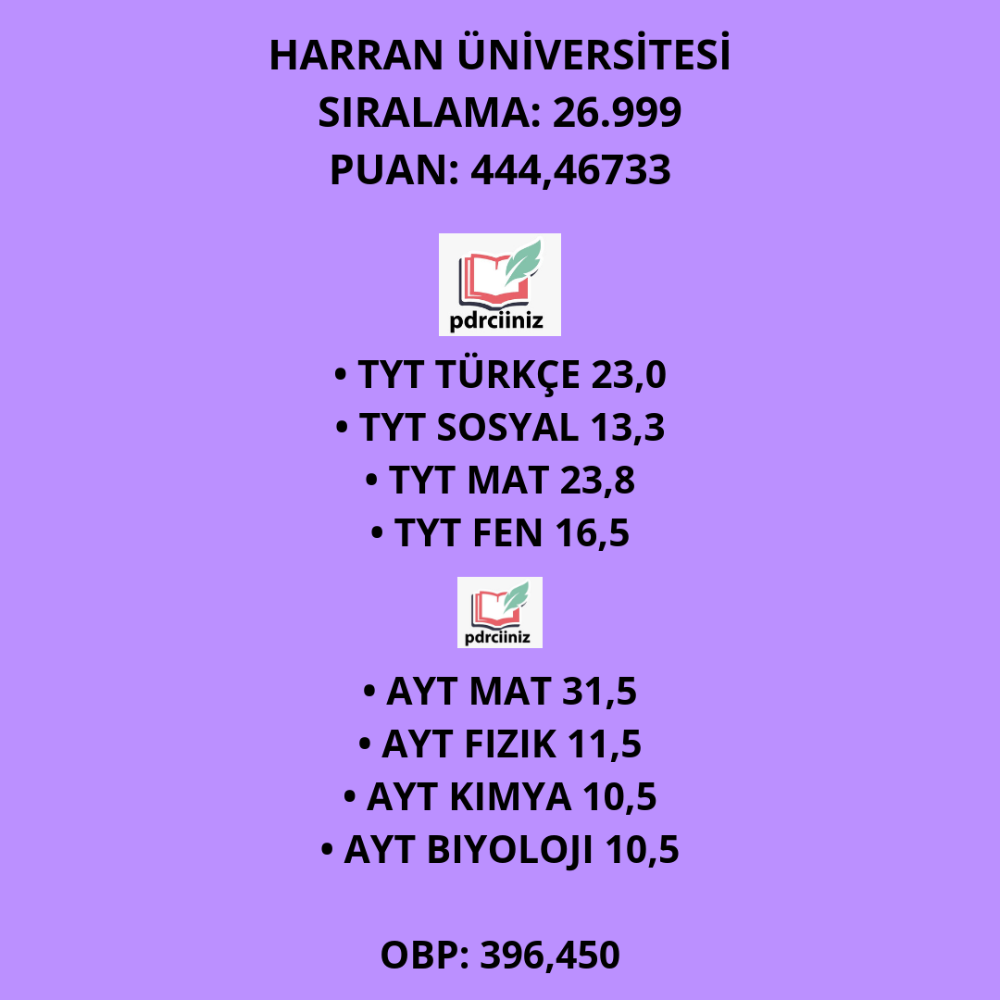 HARRAN ÜNİVERSİTESİ
SIRALAMA: 26.999
PUAN: 444,46733
pdrciiniz
• TYT TÜRKÇE 23,0
• TYT SOSYAL 13,3
• TYT MAT 23,8
• TYT FEN 16,5
pdrciiniz
• AYT MAT 31,5
• AYT FIZIK 11,5
• AYT KIMYA 10,5
• AYT BIYOLOJI 10,5
OBP: 396,450